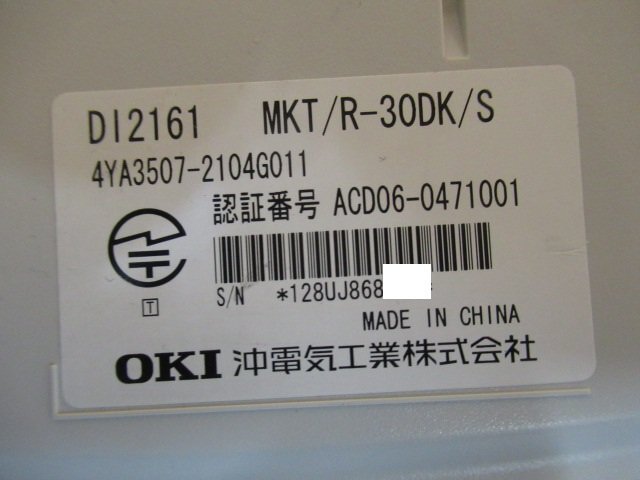 DI2161 MKT/R-30DK/S
4YA3507-2104G011
認証番号 ACD06-0471001
T
S/N *128UJ868
MADE IN CHINA
OKI 沖電気工業株式会社